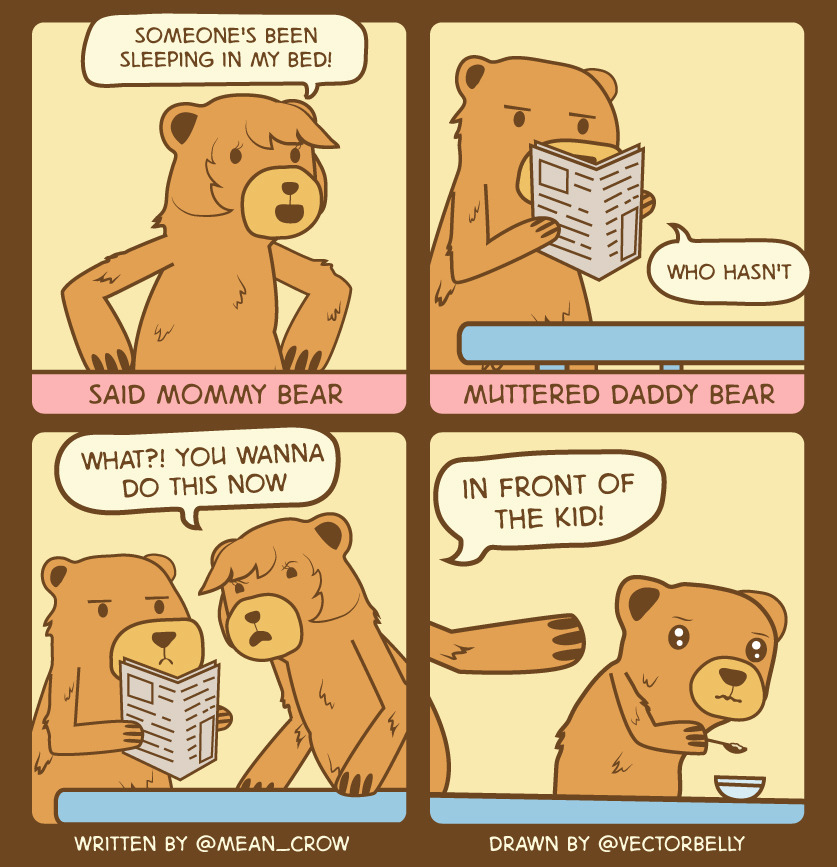 SOMEONE'S BEEN
SLEEPING IN MY BED!
SAID MOMMY BEAR
WHO HASN'T
MUTTERED DADDY BEAR
WHAT?! YOU WANNA
DO THIS NOW
IN FRONT OF
THE KID!
WRITTEN BY @MEAN_CROW
DRAWN BY @VECTORBELLY